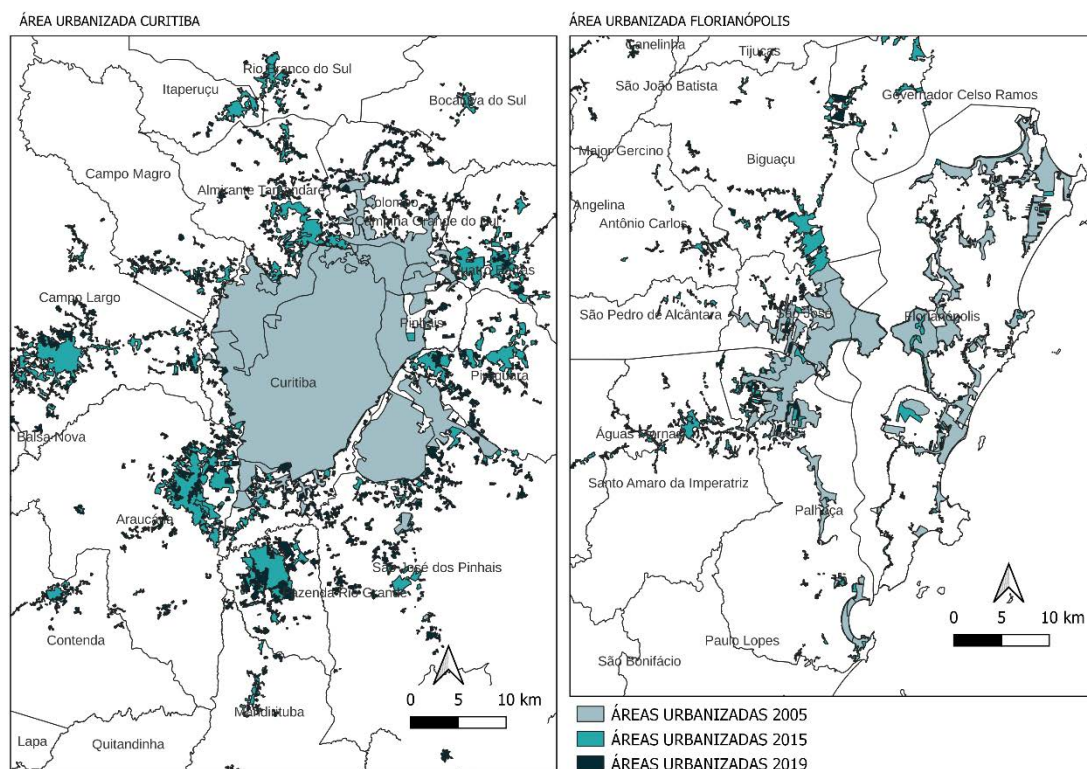 ÁREA URBANIZADA CURITIBA
Rio Branco do Sul
Itaperuçu
Bocaiúva do Sul
Campo Magro
Almirante Tamandaré
Colombo
Campina Grande do Sul
Quatro Barras
Campo Largo
Pinhais
Curitiba
Piraquara
Balsa Nova
Araucária
São José dos Pinhais
Fazenda Rio Grande
Contenda
0 5 10 km
Mandirituba
Lapa
Quitandinha
ÁREA URBANIZADA FLORIANÓPOLIS
Canelinha
Tijucas
São João Batista
Governador Celso Ramos
Major Gercino
Biguaçu
Angelina
Antônio Carlos
São Pedro de Alcântara
São José
Florianópolis
Águas Mornas
Santo Amaro da Imperatriz
Palhoça
0 5 10 km
Paulo Lopes
São Bonifácio
ÁREAS URBANIZADAS 2005
ÁREAS URBANIZADAS 2015
ÁREAS URBANIZADAS 2019